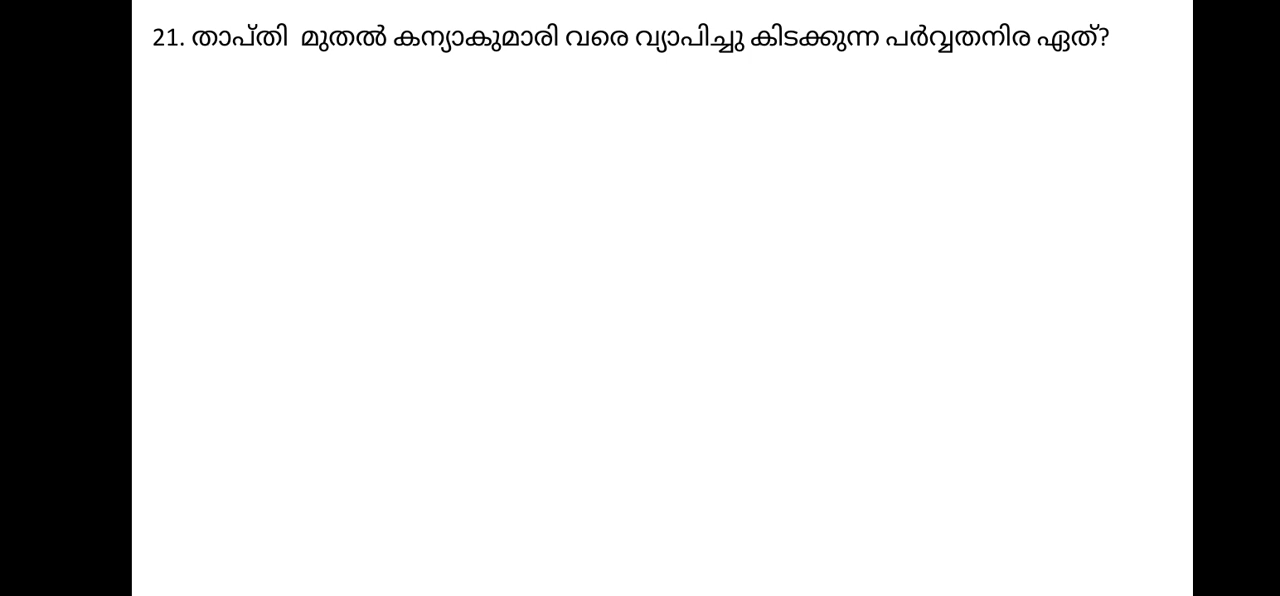 21. താപ്തി മുതൽ കന്യാകുമാരി വരെ വ്യാപിച്ചു കിടക്കുന്ന പർവ്വതനിര ഏത്?